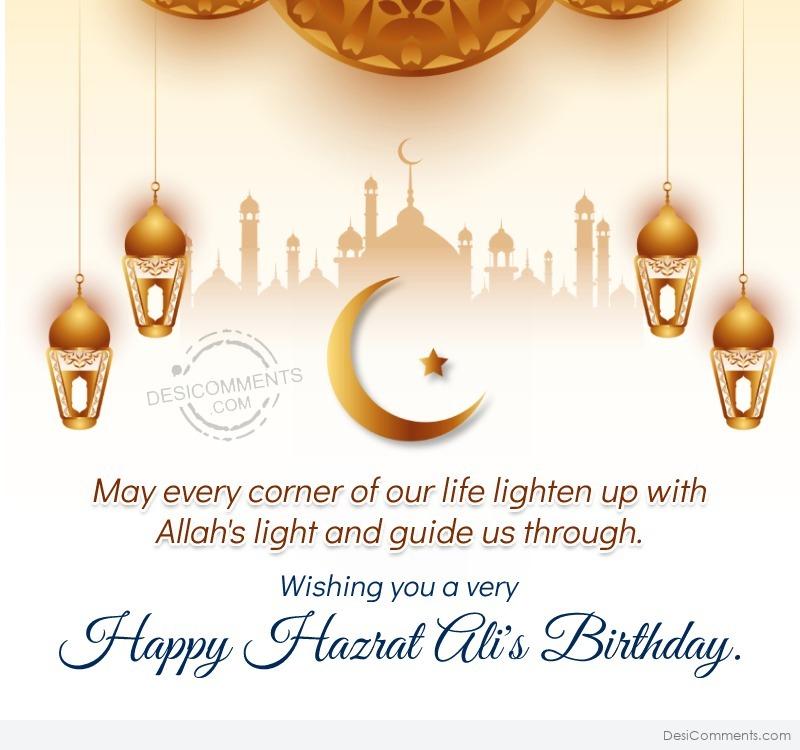 DESICOMMENTS
.COM
May every corner of our life lighten up with
Allah's light and guide us through.
Wishing you a very
Happy Hazrat Ali's Birthday.
DesiComments.com